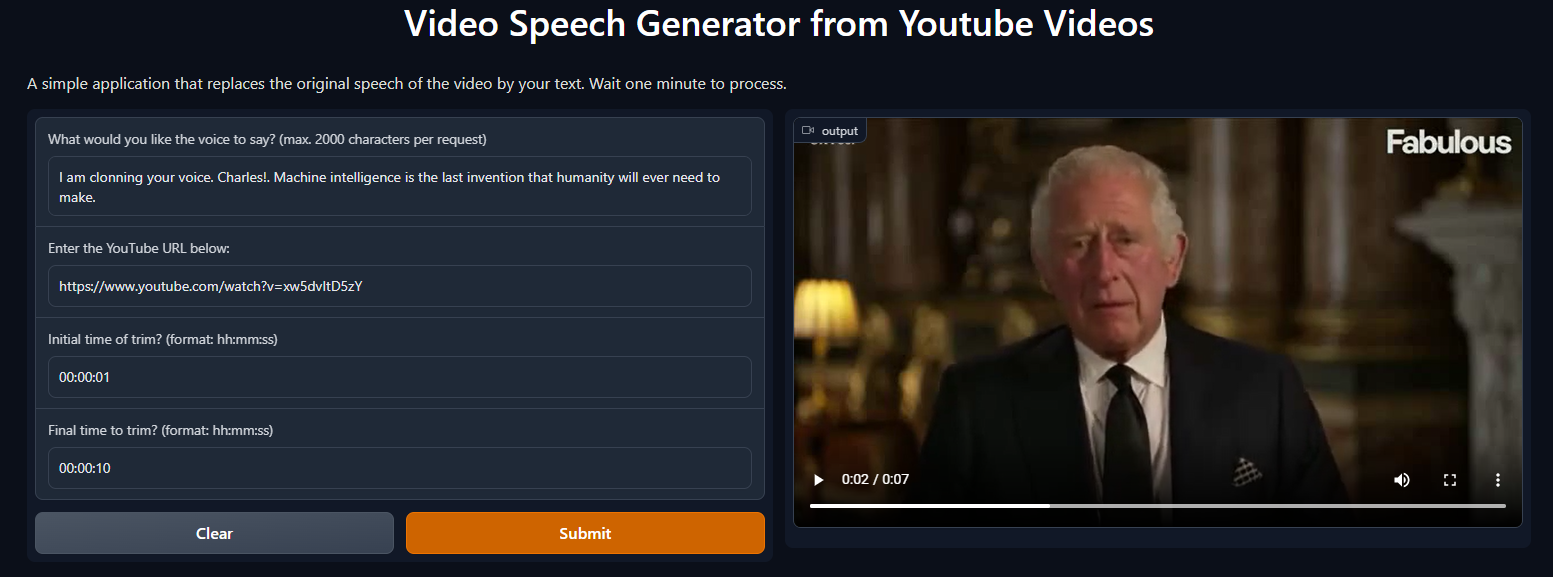 Video Speech Generator from Youtube Videos
A simple application that replaces the original speech of the video by your text. Wait one minute to process.
What would you like the voice to say? (max. 2000 characters per request)
I am clonning your voice. Charles!. Machine intelligence is the last invention that humanity will ever need to
make.
Enter the YouTube URL below:
https://www.youtube.com/watch?v=xw5dvItD5zY
Initial time of trim? (format: hh:mm:ss)
00:00:01
Final time to trim? (format: hh:mm:ss)
00:00:10
Clear
Submit
output
Fabulous
0:02 / 0:07